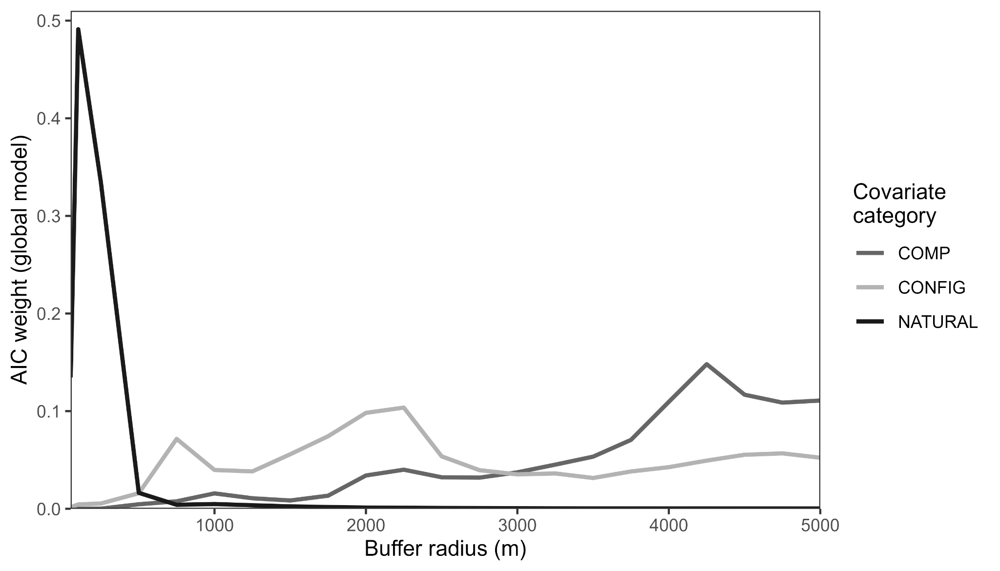 0.5
0.4
0.3
0.2
0.1
0.0
AIC weight (global model)
1000 2000 3000 4000 5000
Buffer radius (m)
Covariate
category
COMP
CONFIG
NATURAL